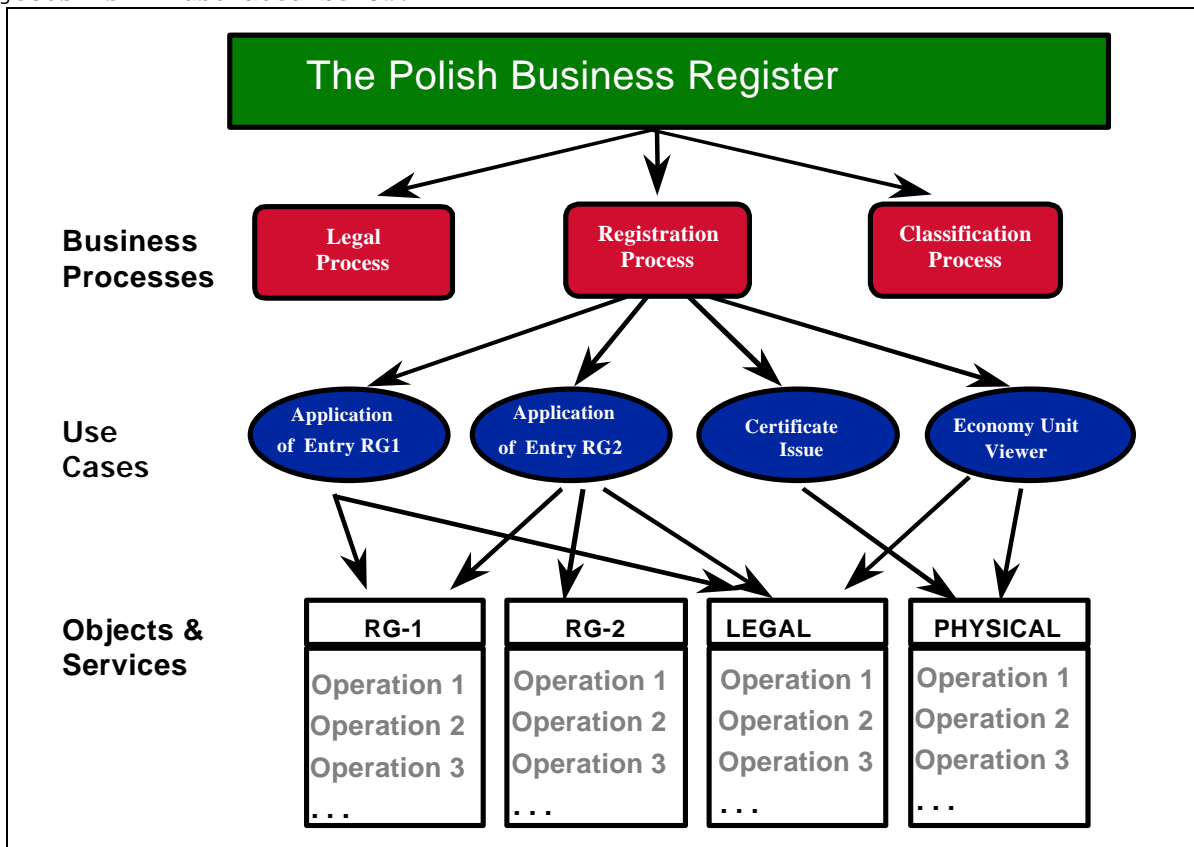 The Polish Business Register
Business
Processes
Legal
Process
Registration
Process
Classification
Process
Use
Cases
Application
of Entry RG1
Application
of Entry RG2
Certificate
Issue
Economy Unit
Viewer
Objects &
Services
RG-1
Operation 1
Operation 2
Operation 3
...
RG-2
Operation 1
Operation 2
Operation 3
...
LEGAL
Operation 1
Operation 2
Operation 3
...
PHYSICAL
Operation 1
Operation 2
Operation 3
...